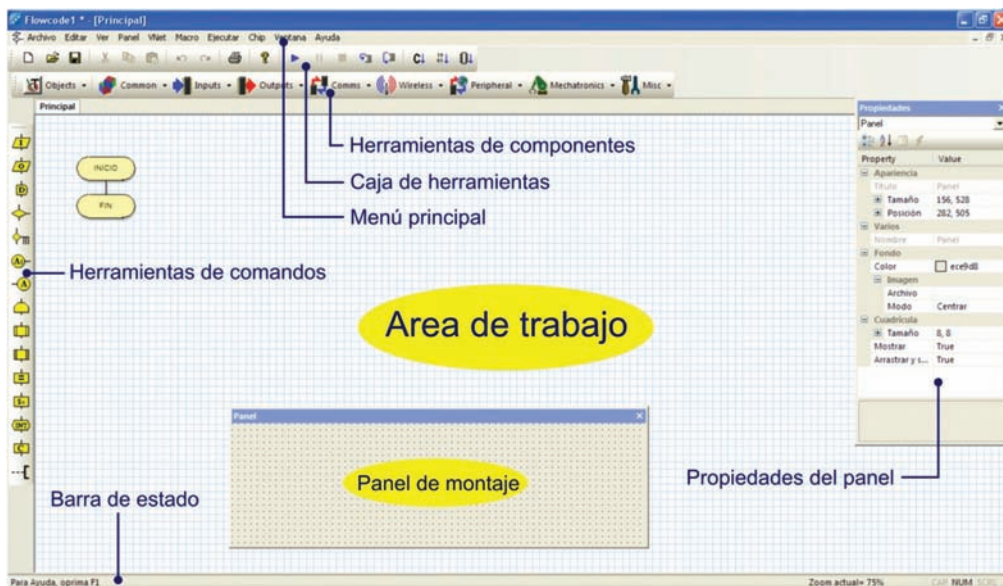 Flowcode1 * - [Principal]
Archivo Editar Ver Panel VNet Macro Ejecutar Chip Ventana Ayuda
Objects Common Inputs Outputs Comms Wireless Peripheral Mechatronics Misc
Principal
INICIO
FIN
Herramientas de componentes
Caja de herramientas
Menú principal
Herramientas de comandos
Area de trabajo
Panel
Panel de montaje
Barra de estado
Propiedades del panel
Propiedades
Panel
Property Value
Apariencia
Título Panel
Tamaño 156, 528
Posición 282, 505
Varios
Nombre Panel
Fondo
Color ece9d8
Imagen
Archivo
Modo Centrar
Cuadrícula
Tamaño 8, 8
Mostrar True
Arrastrar y s... True
Para Ayuda, oprima F1
Zoom actual= 75% CAP NUM SCRL